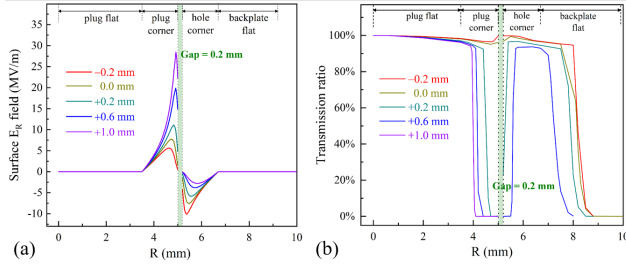 plug flat
plug
corner
hole
corner
backplate
flat
Gap = 0.2 mm
−0.2 mm
0.0 mm
+0.2 mm
+0.6 mm
+1.0 mm
Surface E_R field (MV/m)
35
30
25
20
15
10
5
0
-5
-10
0
2
4
6
8
10
R (mm)
(a)
plug flat
plug
corner
hole
corner
backplate
flat
−0.2 mm
0.0 mm
+0.2 mm
+0.6 mm
+1.0 mm
Gap = 0.2 mm
Transmission ratio
100%
80%
60%
40%
20%
0%
0
2
4
6
8
10
R (mm)
(b)